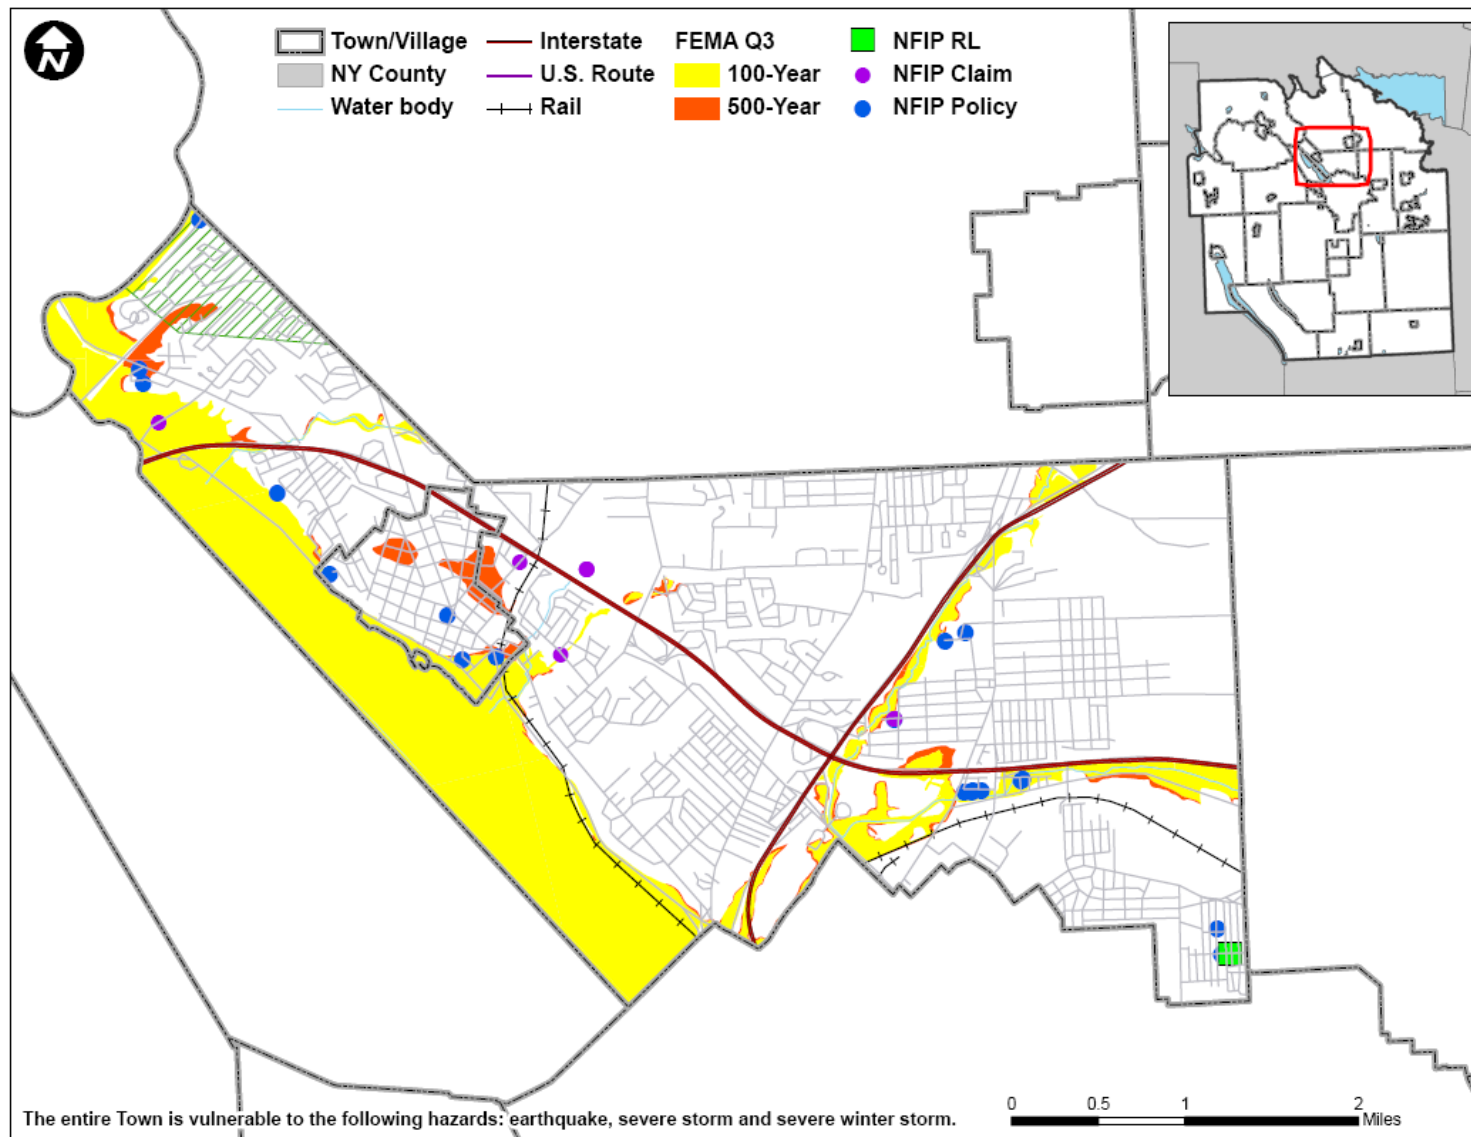 N
Town/Village Interstate FEMA Q3 NFIP RL
NY County U.S. Route 100-Year NFIP Claim
Water body Rail 500-Year NFIP Policy
The entire Town is vulnerable to the following hazards: earthquake, severe storm and severe winter storm.
0 0.5 1 2
Miles